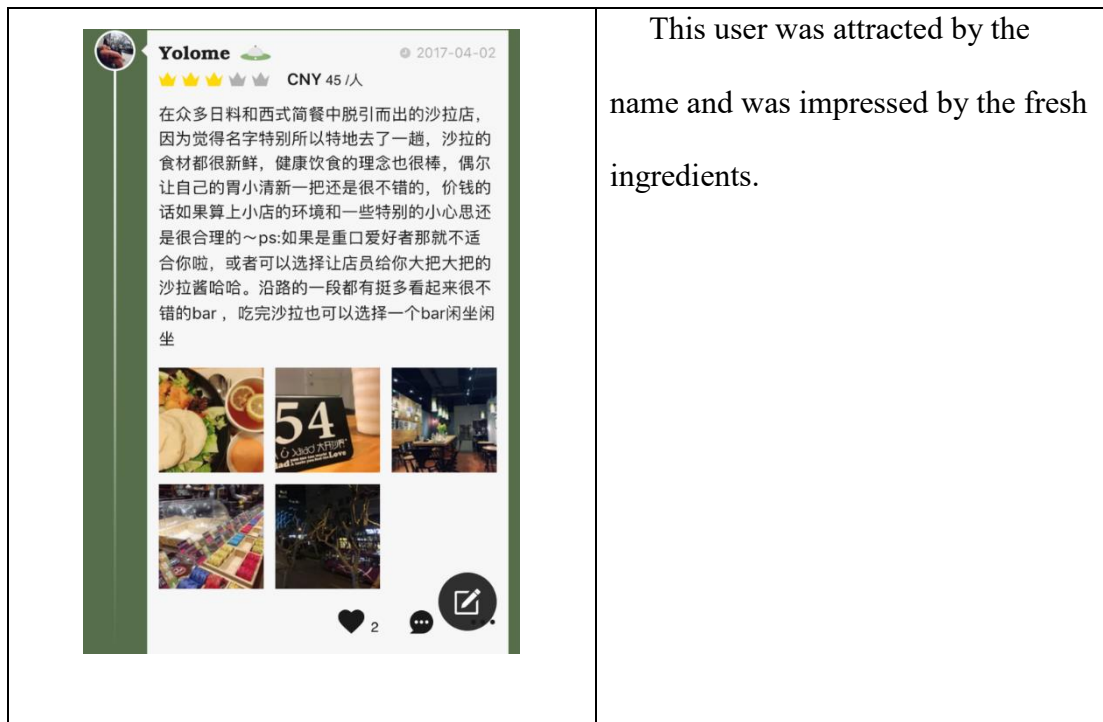 Yolome
2017-04-02
CNY 45 /人
在众多日料和西式简餐中脱引而出的沙拉店，
因为觉得名字特别所以特地去了一趟，沙拉的
食材都很新鲜，健康饮食的理念也很棒，偶尔
让自己的胃小清新一把还是很不错的，价钱的
话如果算上小店的环境和一些特别的小心思还
是很合理的～ps:如果是重口爱好者那就不适
合你啦，或者可以选择让店员给你大把大把的
沙拉酱哈哈。沿路的一段都有挺多看起来很不
错的bar ，吃完沙拉也可以选择一个bar闲坐闲
坐
54
2
This user was attracted by the
name and was impressed by the fresh
ingredients.